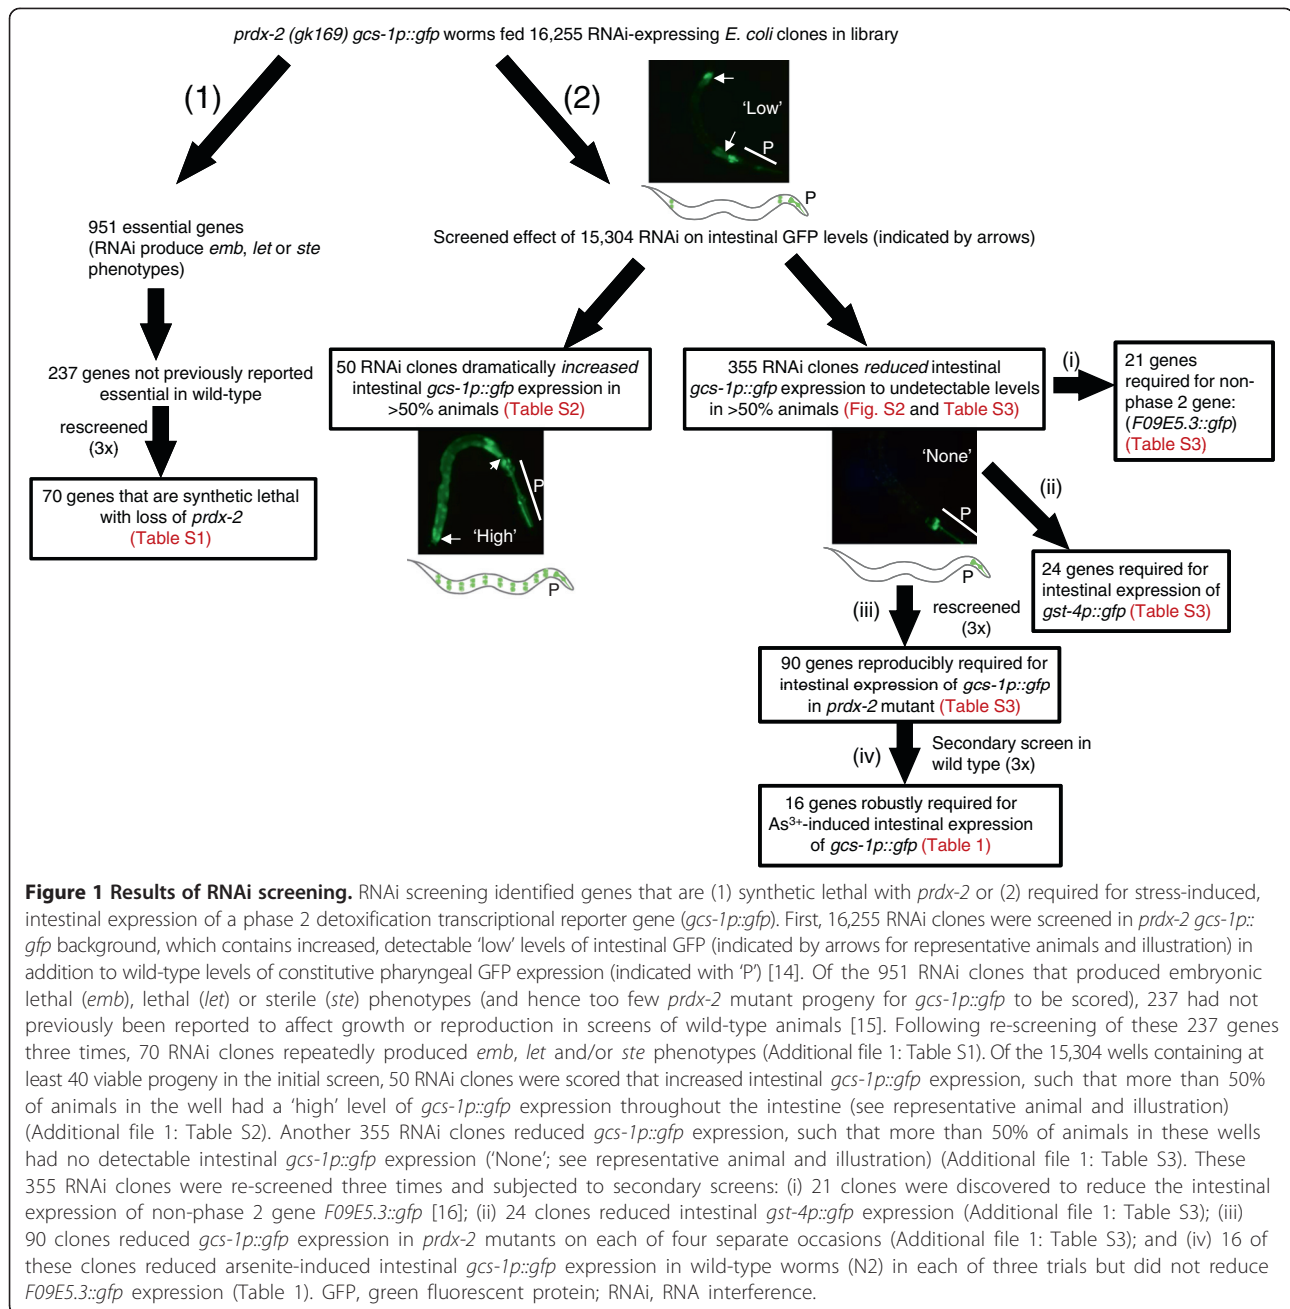 prdx-2 (gk169) gcs-1p::gfp worms fed 16,255 RNAi-expressing E. coli clones in library
(1)
(2)
'Low'
P
P
951 essential genes
(RNAi produce emb, let or ste
phenotypes)
Screened effect of 15,304 RNAi on intestinal GFP levels (indicated by arrows)
237 genes not previously reported
essential in wild-type
rescreened
(3x)
70 genes that are synthetic lethal
with loss of prdx-2
(Table S1)
50 RNAi clones dramatically increased
intestinal gcs-1p::gfp expression in
>50% animals (Table S2)
P
'High'
P
355 RNAi clones reduced intestinal
gcs-1p::gfp expression to undetectable levels
in >50% animals (Fig. S2 and Table S3)
(i)
21 genes
required for non-
phase 2 gene:
(F09E5.3::gfp)
(Table S3)
'None'
P
P
(ii)
24 genes required for
intestinal expression of
gst-4p::gfp (Table S3)
(iii)
rescreened
(3x)
90 genes reproducibly required for
intestinal expression of gcs-1p::gfp
in prdx-2 mutant (Table S3)
(iv)
Secondary screen in
wild type (3x)
16 genes robustly required for
As3+-induced intestinal expression
of gcs-1p::gfp (Table 1)
Figure 1 Results of RNAi screening. RNAi screening identified genes that are (1) synthetic lethal with prdx-2 or (2) required for stress-induced,
intestinal expression of a phase 2 detoxification transcriptional reporter gene (gcs-1p::gfp). First, 16,255 RNAi clones were screened in prdx-2 gcs-1p::
gfp background, which contains increased, detectable 'low' levels of intestinal GFP (indicated by arrows for representative animals and illustration) in
addition to wild-type levels of constitutive pharyngeal GFP expression (indicated with 'P') [14]. Of the 951 RNAi clones that produced embryonic
lethal (emb), lethal (let) or sterile (ste) phenotypes (and hence too few prdx-2 mutant progeny for gcs-1p::gfp to be scored), 237 had not
previously been reported to affect growth or reproduction in screens of wild-type animals [15]. Following re-screening of these 237 genes
three times, 70 RNAi clones repeatedly produced emb, let and/or ste phenotypes (Additional file 1: Table S1). Of the 15,304 wells containing at
least 40 viable progeny in the initial screen, 50 RNAi clones were scored that increased intestinal gcs-1p::gfp expression, such that more than 50%
of animals in the well had a 'high' level of gcs-1p::gfp expression throughout the intestine (see representative animal and illustration)
(Additional file 1: Table S2). Another 355 RNAi clones reduced gcs-1p::gfp expression, such that more than 50% of animals in these wells
had no detectable intestinal gcs-1p::gfp expression ('None'; see representative animal and illustration) (Additional file 1: Table S3). These
355 RNAi clones were re-screened three times and subjected to secondary screens: (i) 21 clones were discovered to reduce the intestinal
expression of non-phase 2 gene F09E5.3::gfp [16]; (ii) 24 clones reduced intestinal gst-4p::gfp expression (Additional file 1: Table S3); (iii)
90 clones reduced gcs-1p::gfp expression in prdx-2 mutants on each of four separate occasions (Additional file 1: Table S3); and (iv) 16 of
these clones reduced arsenite-induced intestinal gcs-1p::gfp expression in wild-type worms (N2) in each of three trials but did not reduce
F09E5.3::gfp expression (Table 1). GFP, green fluorescent protein; RNAi, RNA interference.